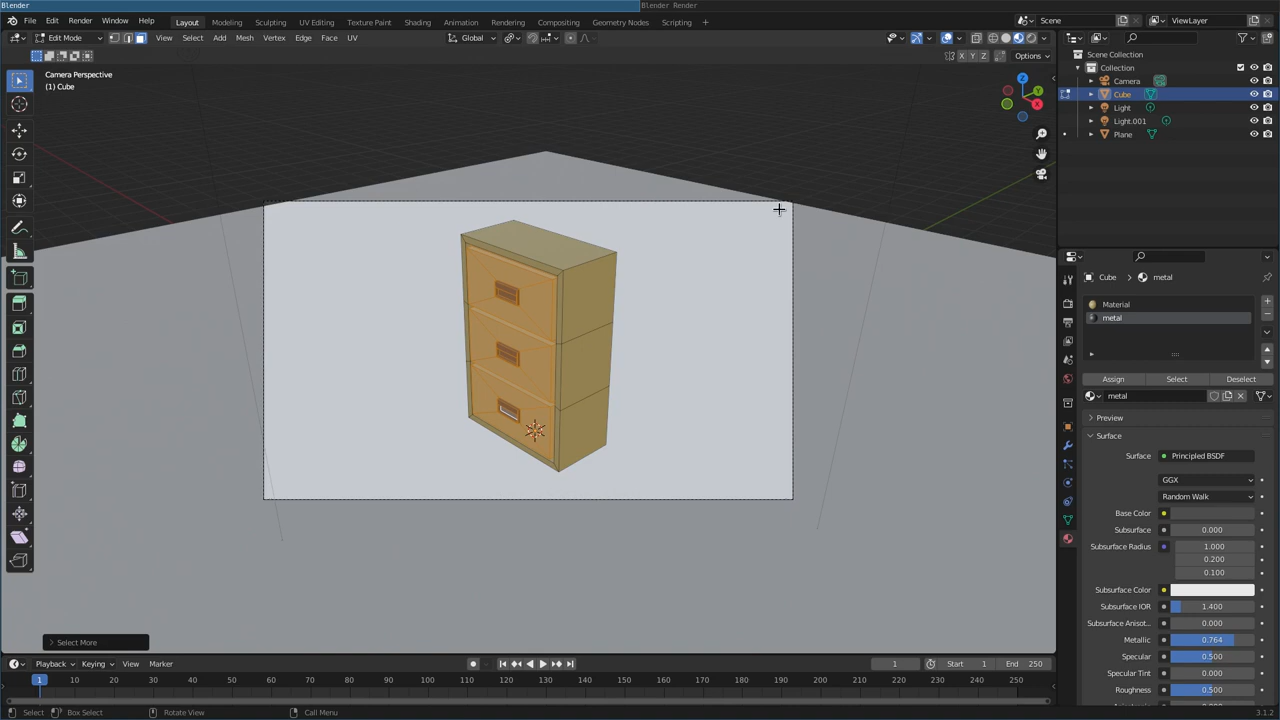 Blender
Blender Render
File Edit Render Window Help
Layout Modeling Sculpting UV Editing Texture Paint Shading Animation Rendering Compositing Geometry Nodes Scripting +
Scene
ViewLayer
Edit Mode View Select Add Mesh Vertex Edge Face UV
Global
X Y Z Options
Camera Perspective
(1) Cube
Z
Y
X
Scene Collection
Collection
Camera
Cube
Light
Light.001
Plane
Cube > metal
Material
metal
Assign Select Deselect
metal
Preview
Surface
Surface Principled BSDF
GGX
Random Walk
Base Color
Subsurface 0.000
Subsurface Radius 1.000
0.200
0.100
Subsurface Color
Subsurface IOR 1.400
Subsurface Anisot... 0.000
Metallic 0.764
Specular 0.500
Specular Tint 0.000
Roughness 0.500
> Select More
Playback Keying View Marker
1 Start 1 End 250
1 10 20 30 40 50 60 70 80 90 100 110 120 130 140 150 160 170 180 190 200 210 220 230 240 250
Select Box Select Rotate View Call Menu
3.1.2